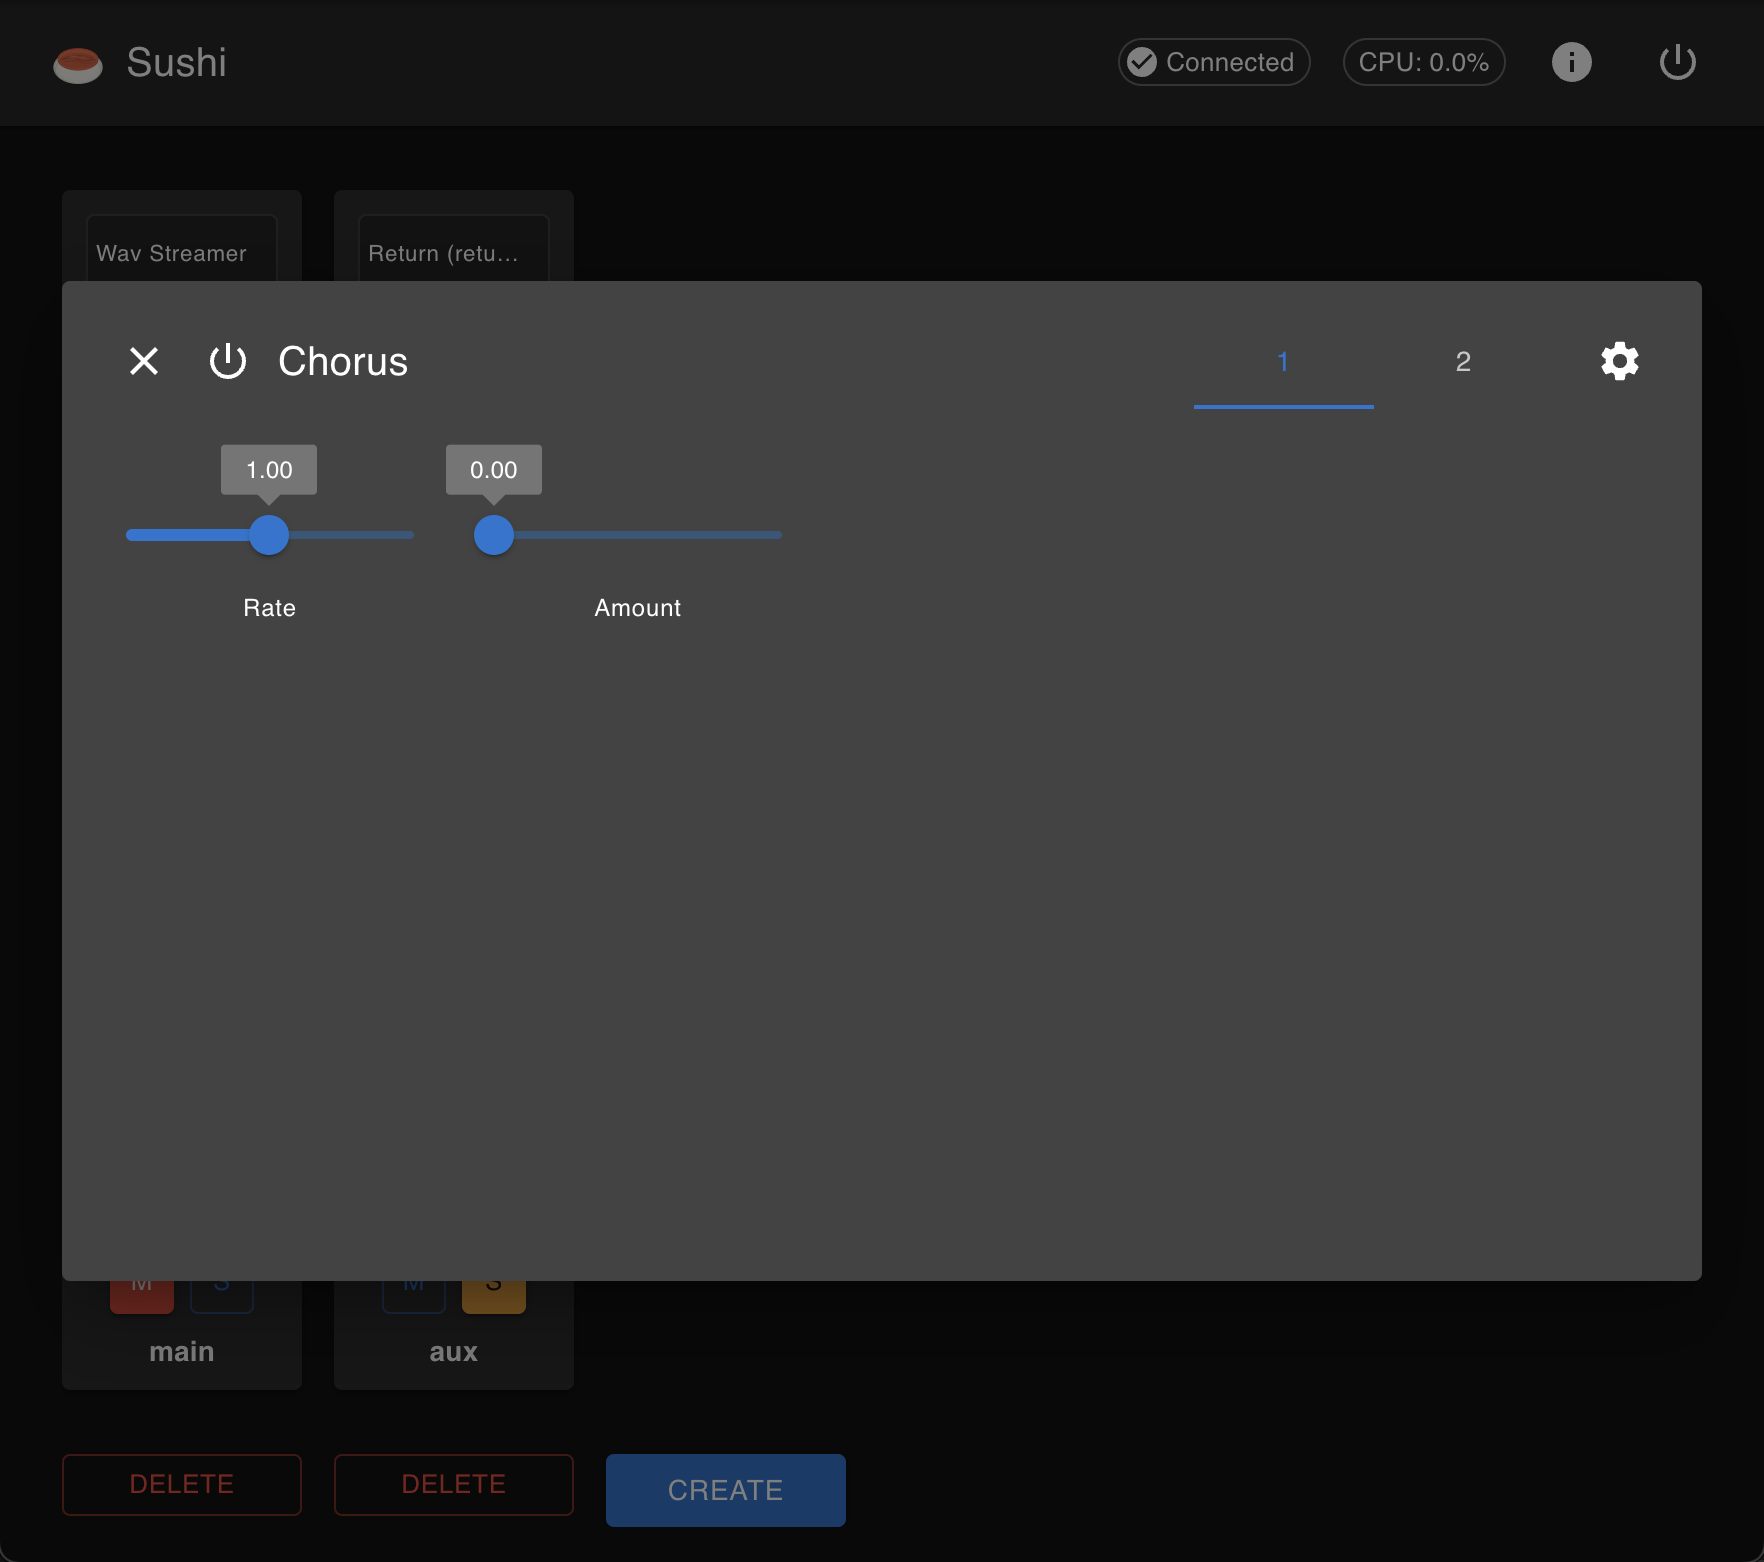 Sushi
Connected
CPU: 0.0%
Wav Streamer
Return (retu...
Chorus
1
2
1.00
0.00
Rate
Amount
M
S
M
S
main
aux
DELETE
DELETE
CREATE